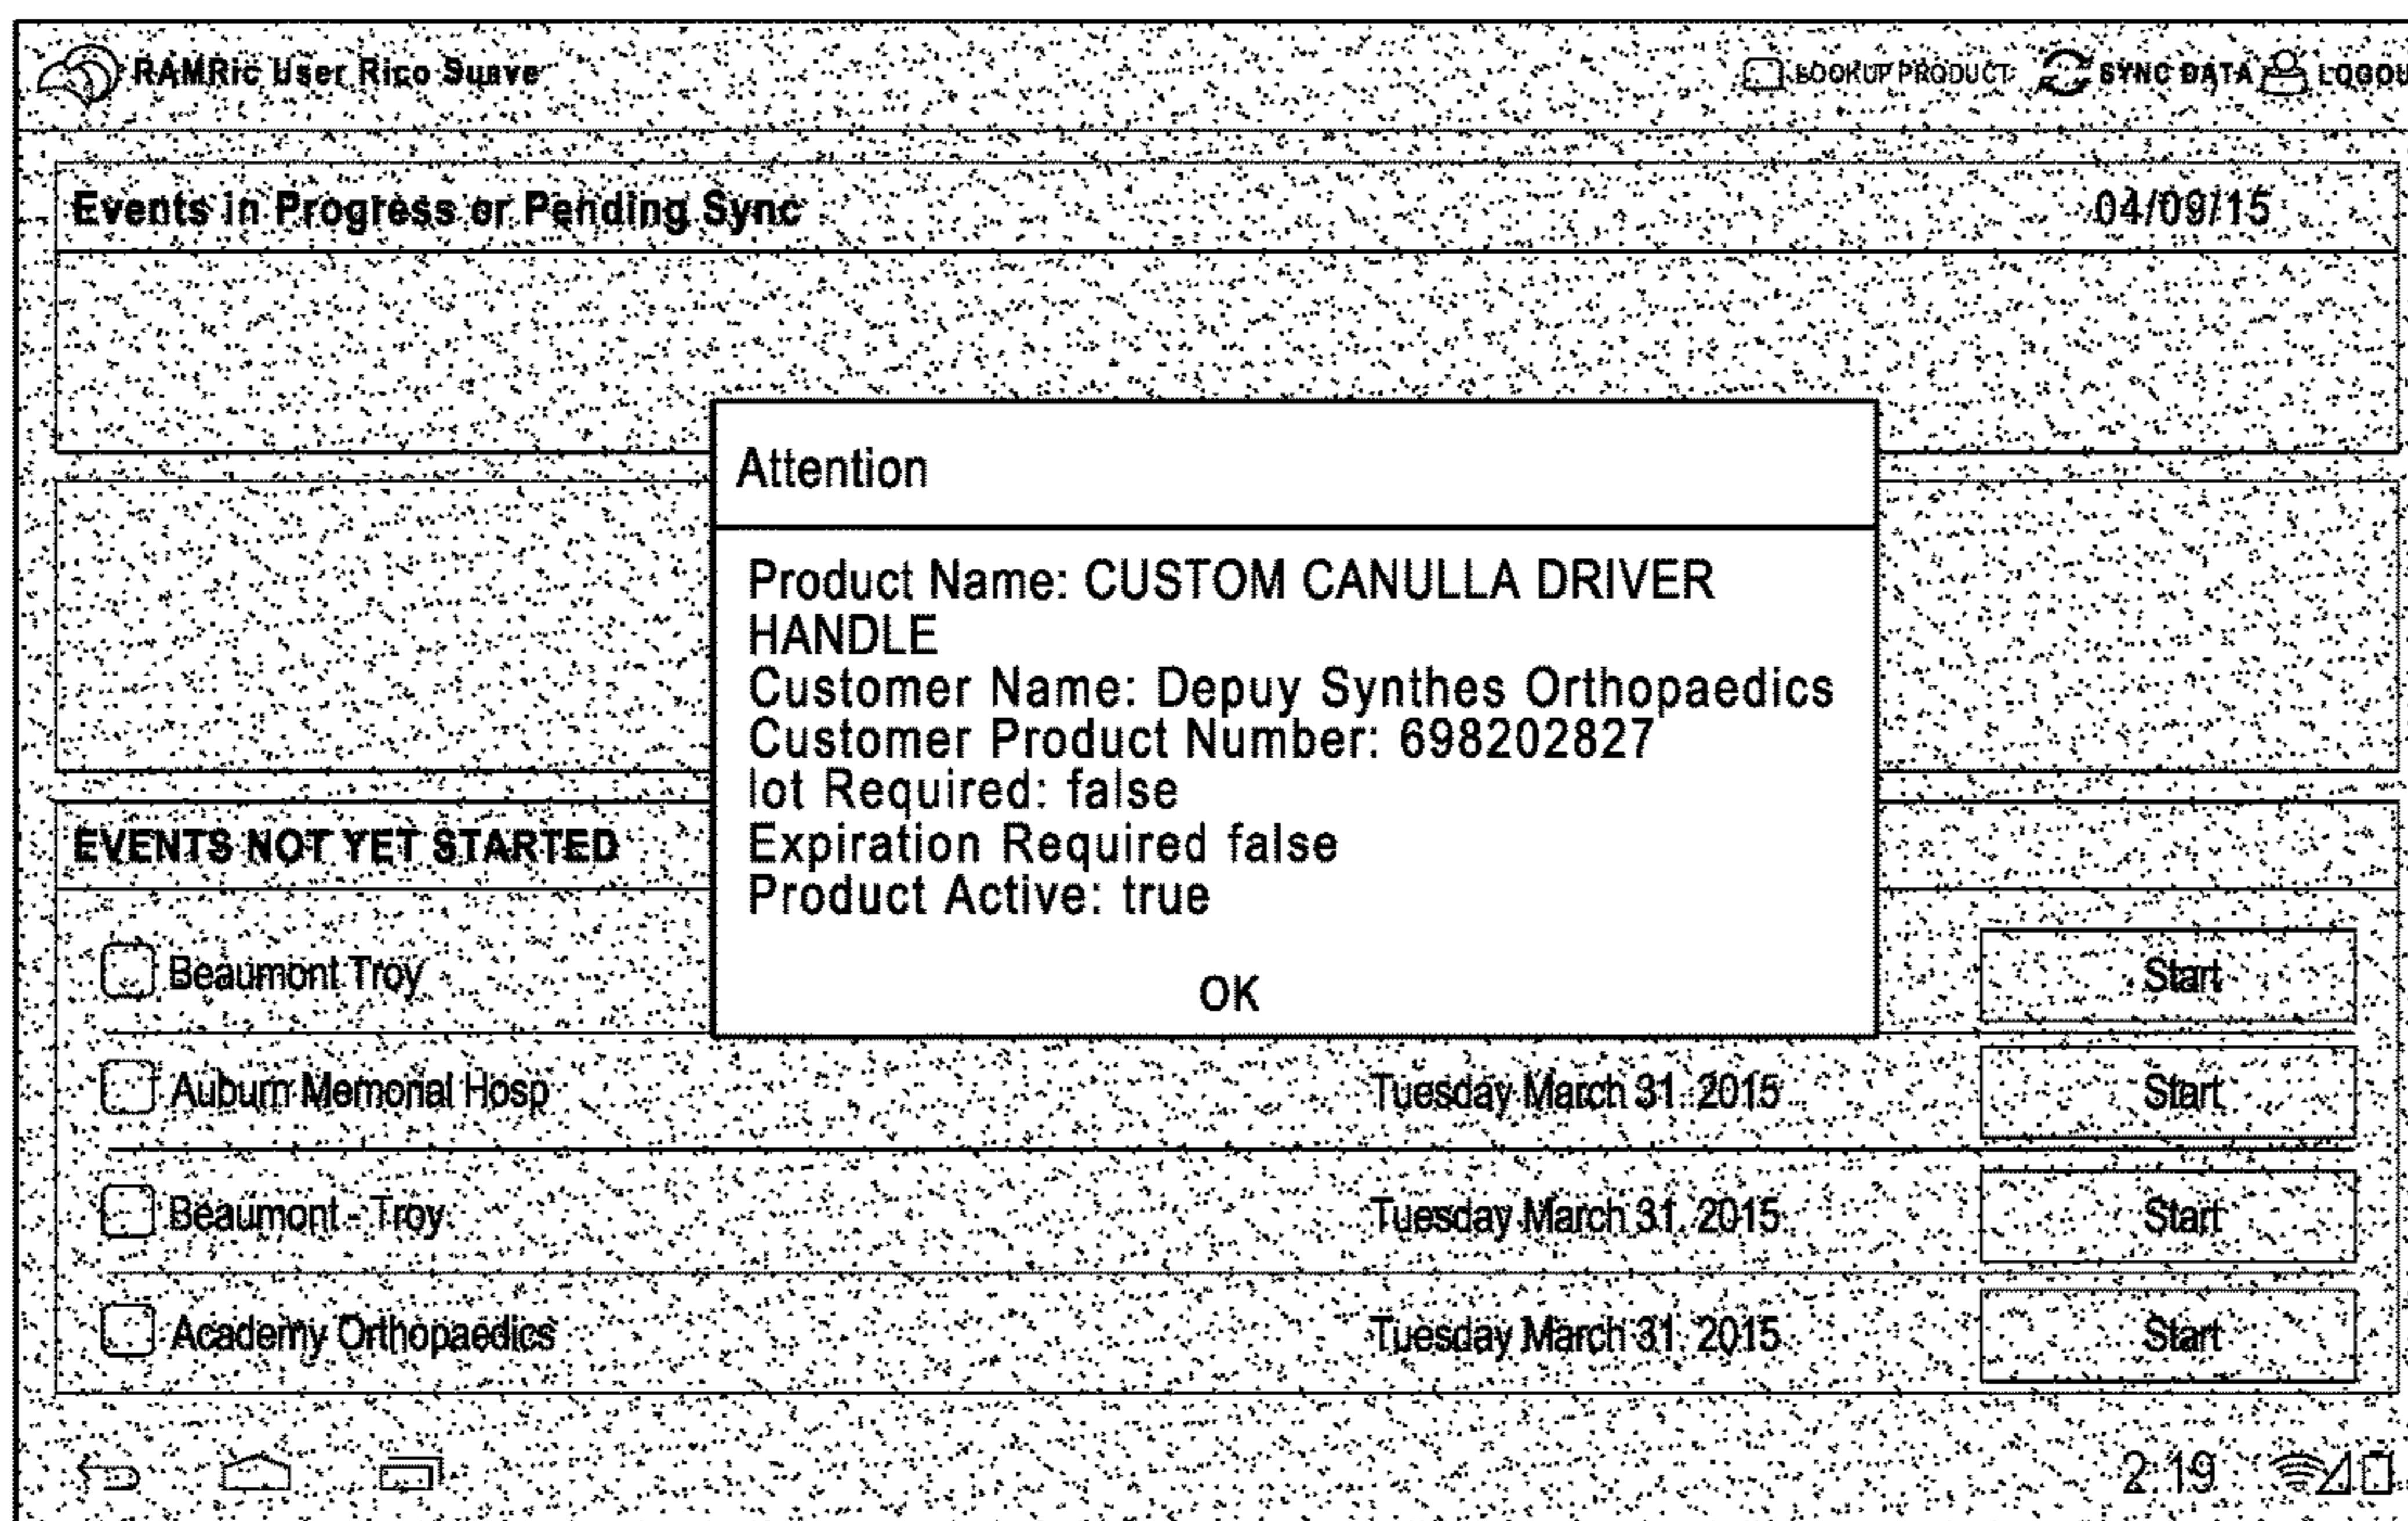 RAMRic User Rico Suave
LOOKUP PRODUCT SYNC DATA LOGOU
Events in Progress or Pending Sync 04/09/15
Attention
Product Name: CUSTOM CANULLA DRIVER
HANDLE
Customer Name: Depuy Synthes Orthopaedics
Customer Product Number: 698202827
lot Required: false
Expiration Required false
Product Active: true
OK
EVENTS NOT YET STARTED
Beaumont Troy Start
Auburn Memorial Hosp Tuesday March 31, 2015 Start
Beaumont - Troy Tuesday March 31, 2015 Start
Academy Orthopaedics Tuesday March 31, 2015 Start
2:19